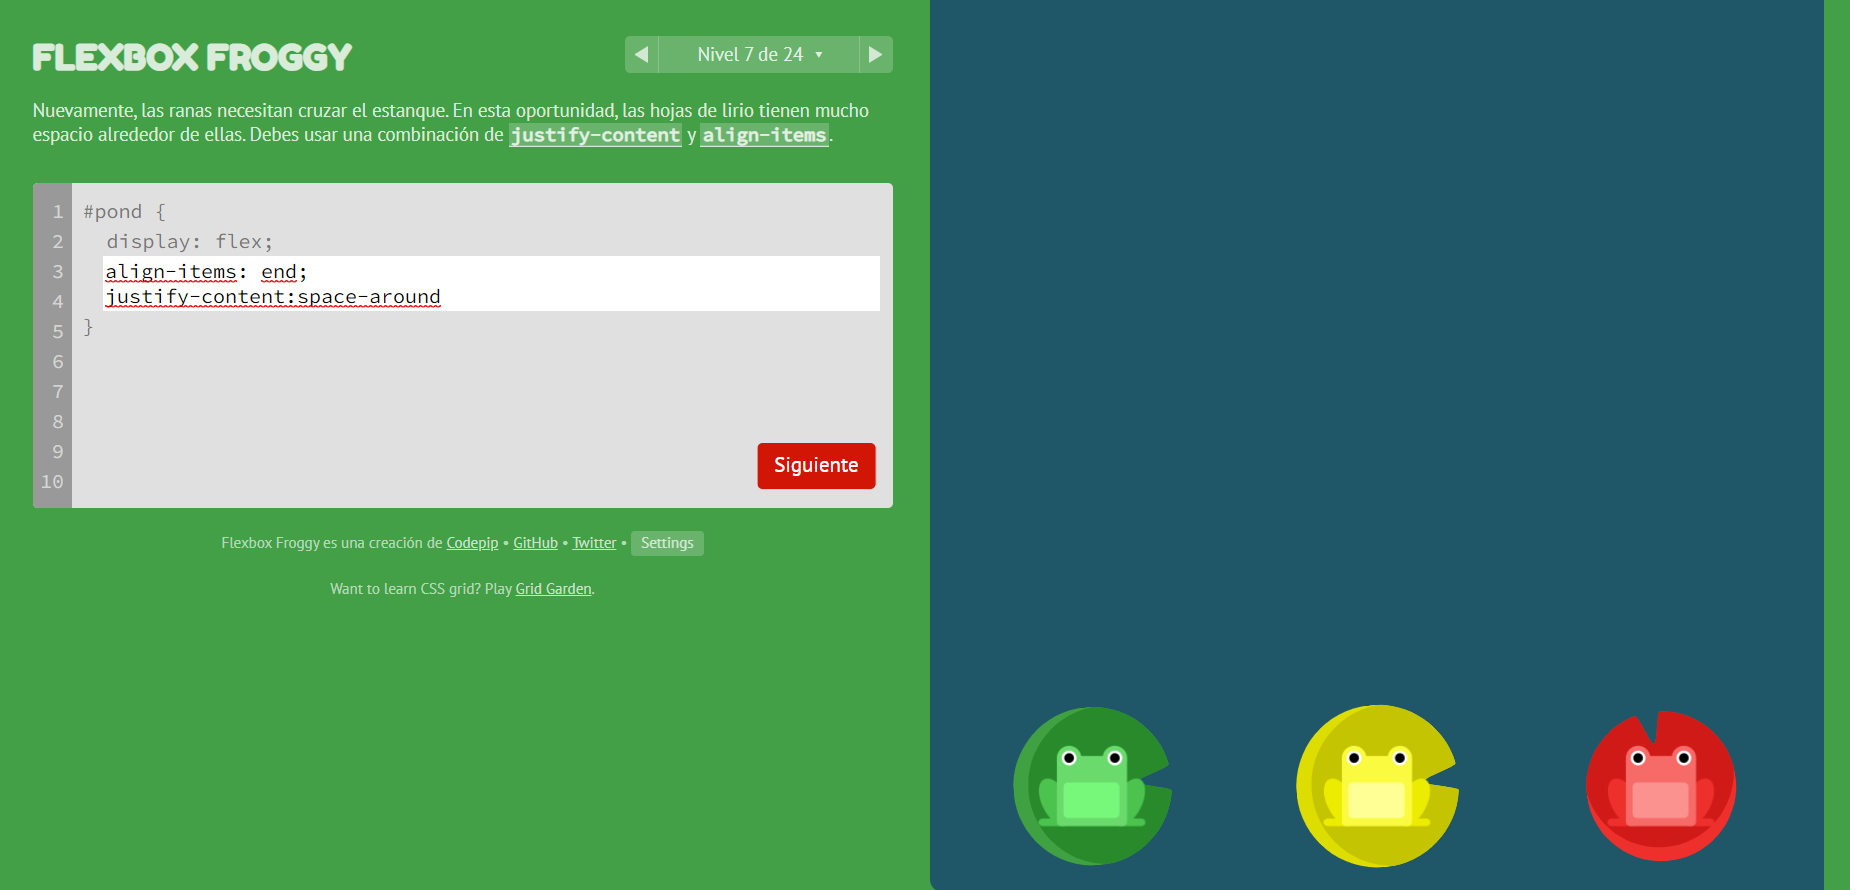 FLEXBOX FROGGY
◀ Nivel 7 de 24 ▼ ▶
Nuevamente, las ranas necesitan cruzar el estanque. En esta oportunidad, las hojas de lirio tienen mucho
espacio alrededor de ellas. Debes usar una combinación de justify-content y align-items.
1 #pond {
2 display: flex;
3 align-items: end;
4 justify-content:space-around
5 }
6
7
8
9
10
Siguiente
Flexbox Froggy es una creación de Codepip • GitHub • Twitter • Settings
Want to learn CSS grid? Play Grid Garden.